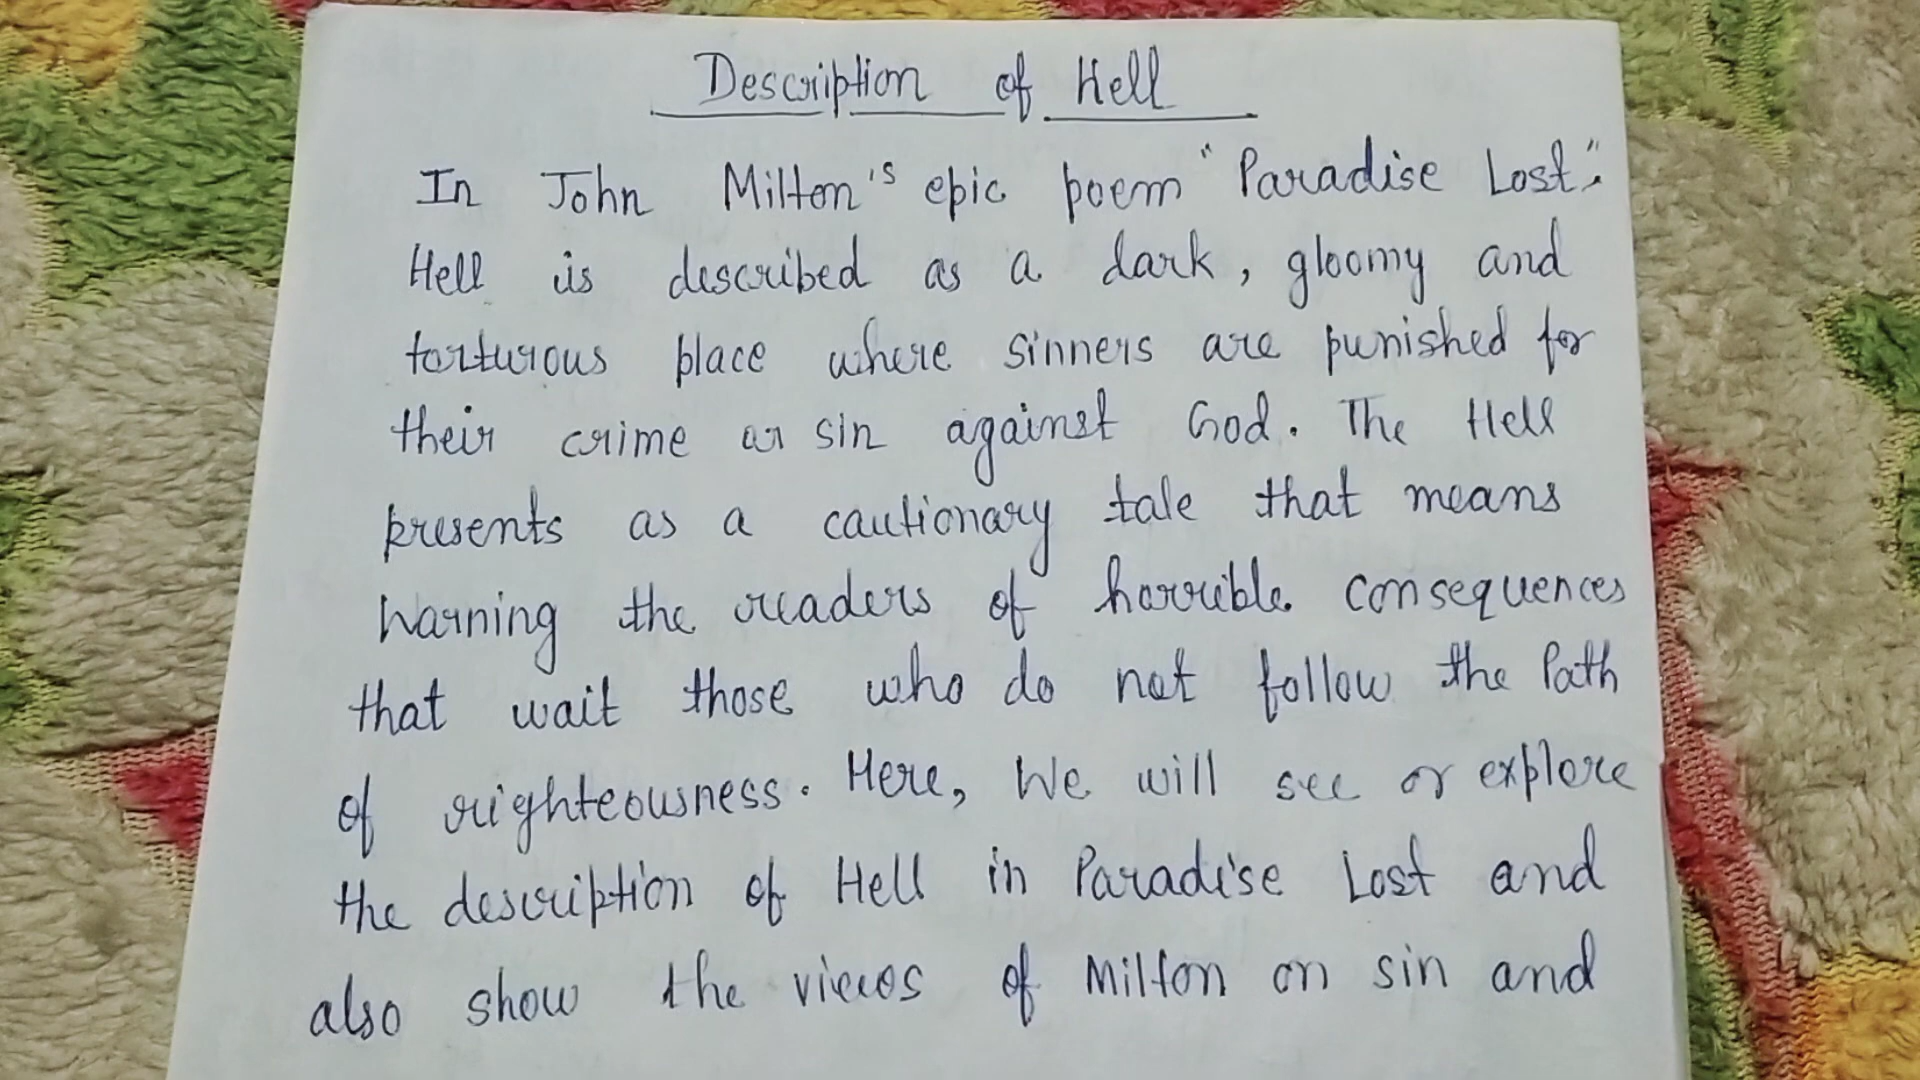 Description of Hell
In John Milton's epic poem "Paradise Lost".
Hell is described as a dark, gloomy and
torturous place where sinners are punished for
their crime or sin against God. The Hell
presents as a cautionary tale that means
Warning the readers of horrible consequences
that wait those who do not follow the Path
of righteousness. Here, We will see or explore
the description of Hell in Paradise Lost and
also show the views of Milton on sin and